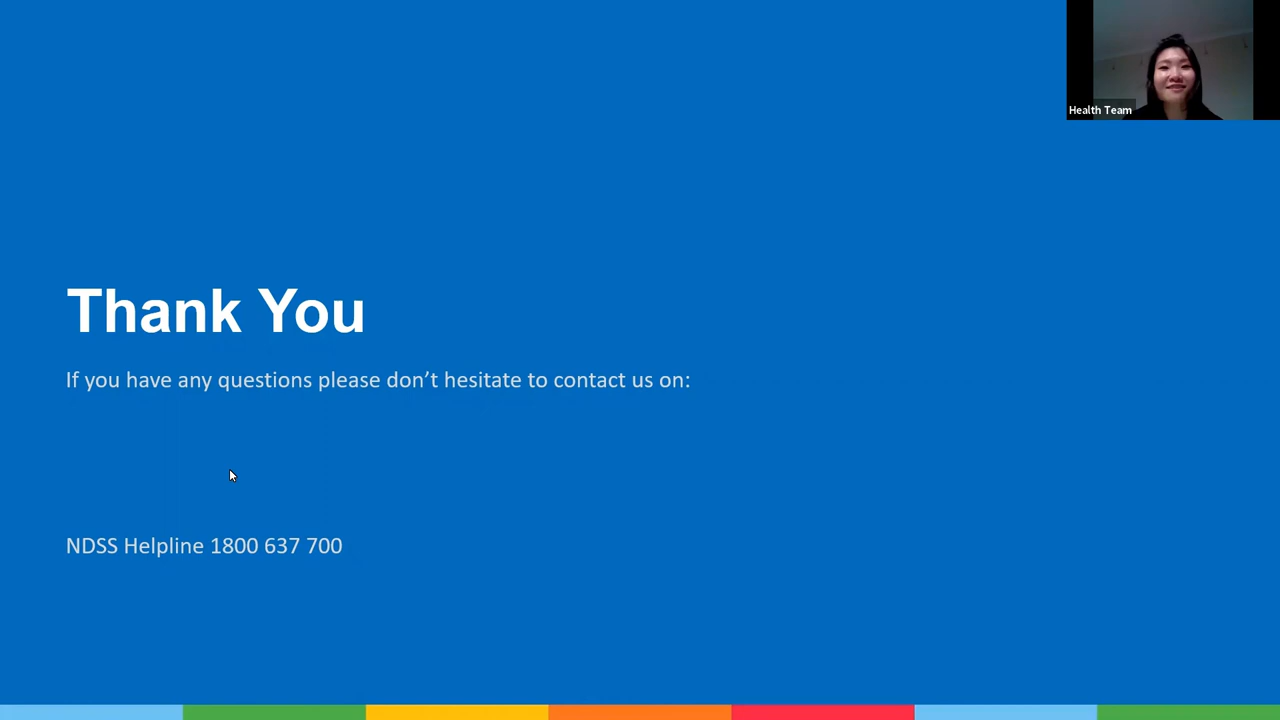 Health Team
Thank You
If you have any questions please don’t hesitate to contact us on:
NDSS Helpline 1800 637 700